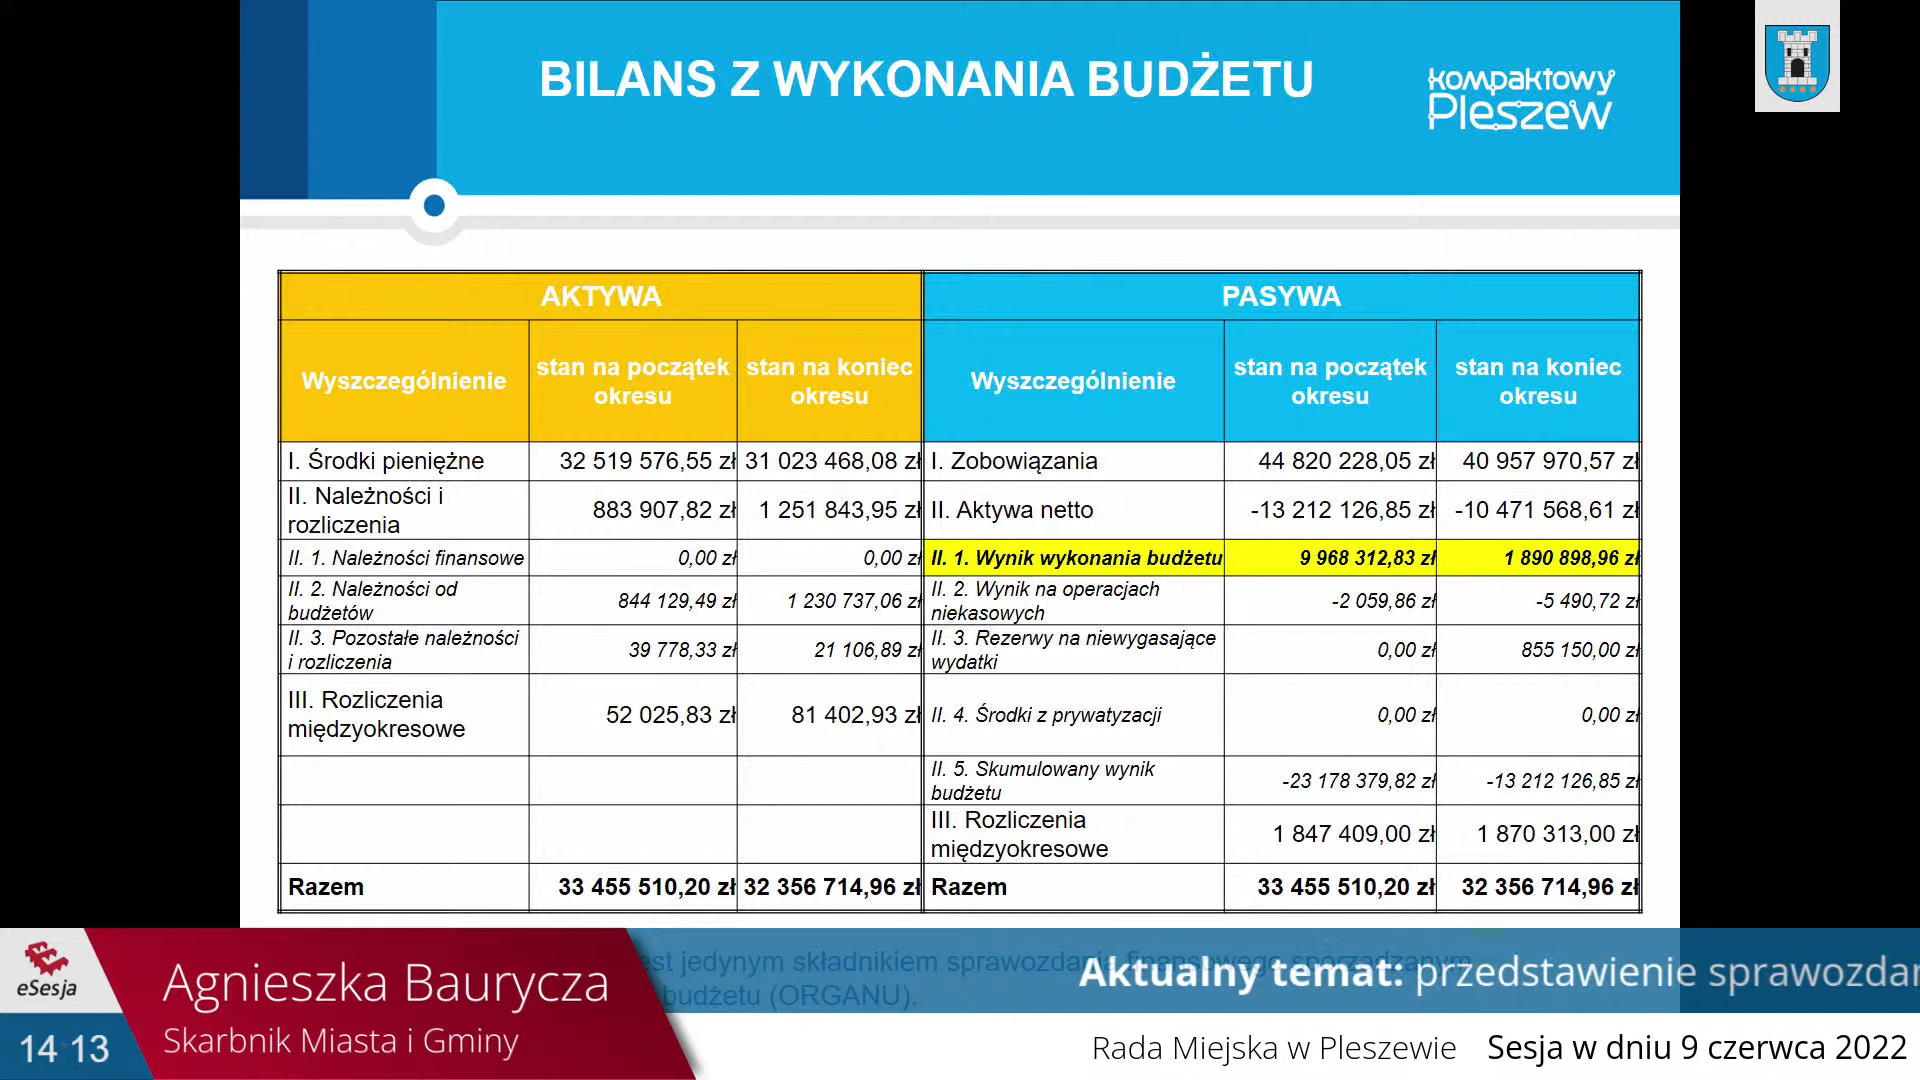 BILANS Z WYKONANIA BUDŻETU
kompaktowy
Pleszew
AKTYWA PASYWA
Wyszczególnienie stan na początek okresu stan na koniec okresu Wyszczególnienie stan na początek okresu stan na koniec okresu
I. Środki pieniężne 32 519 576,55 zł 31 023 468,08 zł I. Zobowiązania 44 820 228,05 zł 40 957 970,57 zł
II. Należności i rozliczenia 883 907,82 zł 1 251 843,95 zł II. Aktywa netto -13 212 126,85 zł -10 471 568,61 zł
II. 1. Należności finansowe 0,00 zł 0,00 zł II. 1. Wynik wykonania budżetu 9 968 312,83 zł 1 890 898,96 zł
II. 2. Należności od budżetów 844 129,49 zł 1 230 737,06 zł II. 2. Wynik na operacjach niekasowych -2 059,86 zł -5 490,72 zł
II. 3. Pozostałe należności i rozliczenia 39 778,33 zł 21 106,89 zł II. 3. Rezerwy na niewygasające wydatki 0,00 zł 855 150,00 zł
III. Rozliczenia międzyokresowe 52 025,83 zł 81 402,93 zł II. 4. Środki z prywatyzacji 0,00 zł 0,00 zł
II. 5. Skumulowany wynik budżetu -23 178 379,82 zł -13 212 126,85 zł
III. Rozliczenia międzyokresowe 1 847 409,00 zł 1 870 313,00 zł
Razem 33 455 510,20 zł 32 356 714,96 zł Razem 33 455 510,20 zł 32 356 714,96 zł
jedynym składnikiem sprawozdania finansowego sporządzanym
budżetu (ORGANU).
Aktualny temat: przedstawienie sprawozdan
eSesja
Agnieszka Baurycza
Skarbnik Miasta i Gminy
14 13
Rada Miejska w Pleszewie Sesja w dniu 9 czerwca 2022